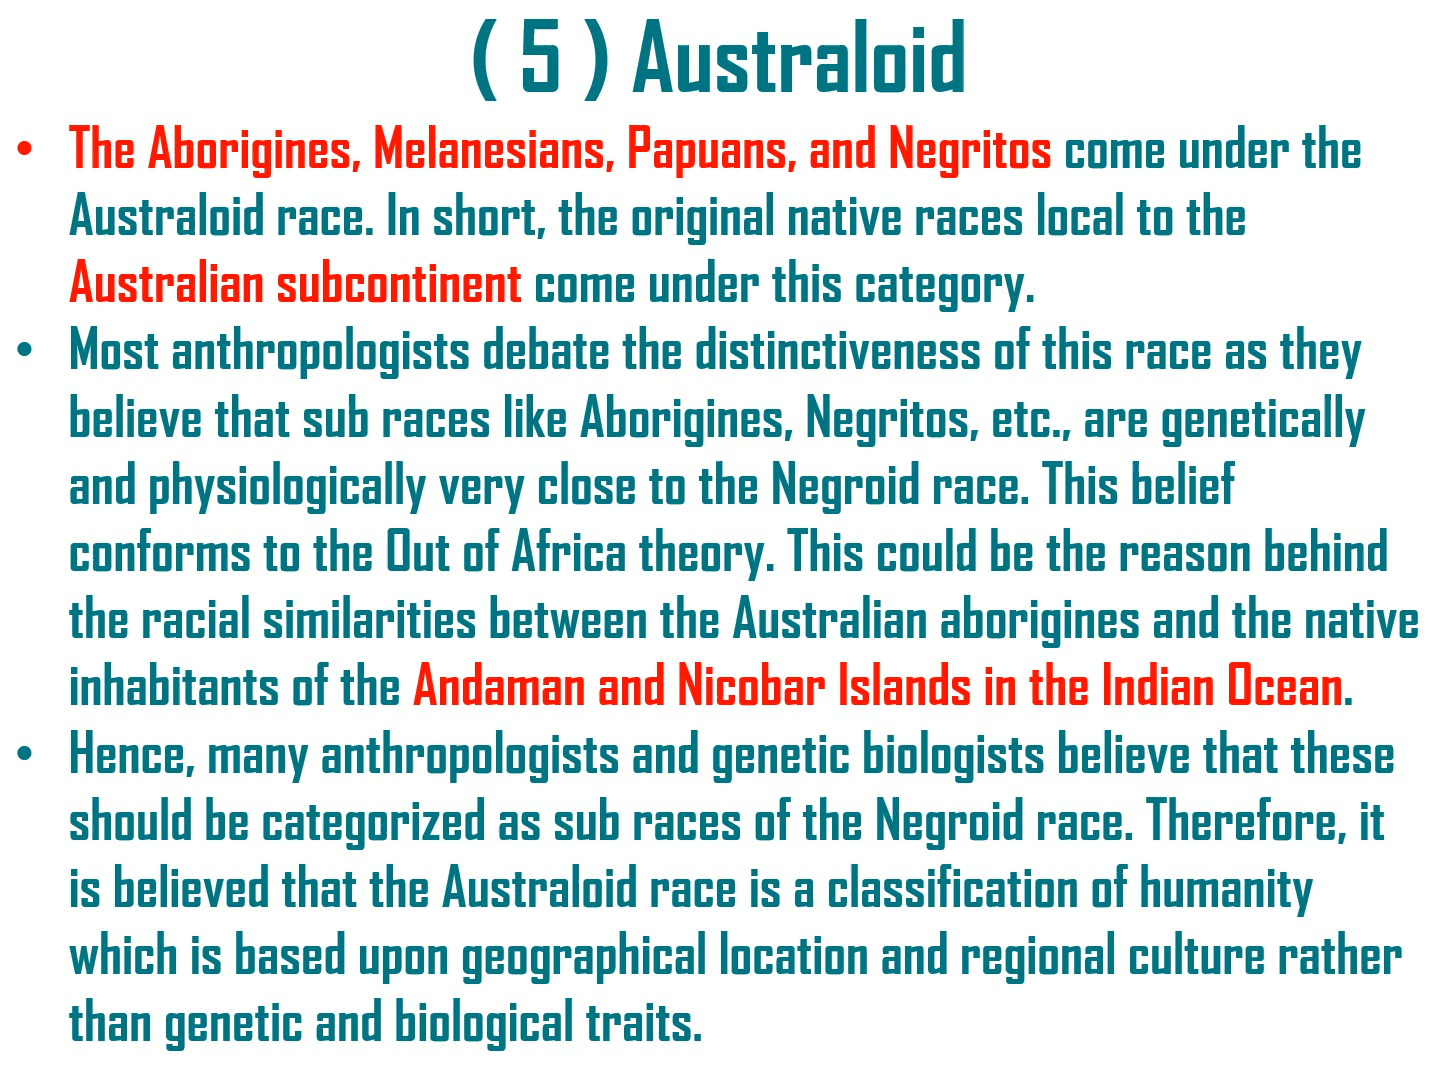 ( 5 ) Australoid
• The Aborigines, Melanesians, Papuans, and Negritos come under the
Australoid race. In short, the original native races local to the
Australian subcontinent come under this category.
• Most anthropologists debate the distinctiveness of this race as they
believe that sub races like Aborigines, Negritos, etc., are genetically
and physiologically very close to the Negroid race. This belief
conforms to the Out of Africa theory. This could be the reason behind
the racial similarities between the Australian aborigines and the native
inhabitants of the Andaman and Nicobar Islands in the Indian Ocean.
• Hence, many anthropologists and genetic biologists believe that these
should be categorized as sub races of the Negroid race. Therefore, it
is believed that the Australoid race is a classification of humanity
which is based upon geographical location and regional culture rather
than genetic and biological traits.